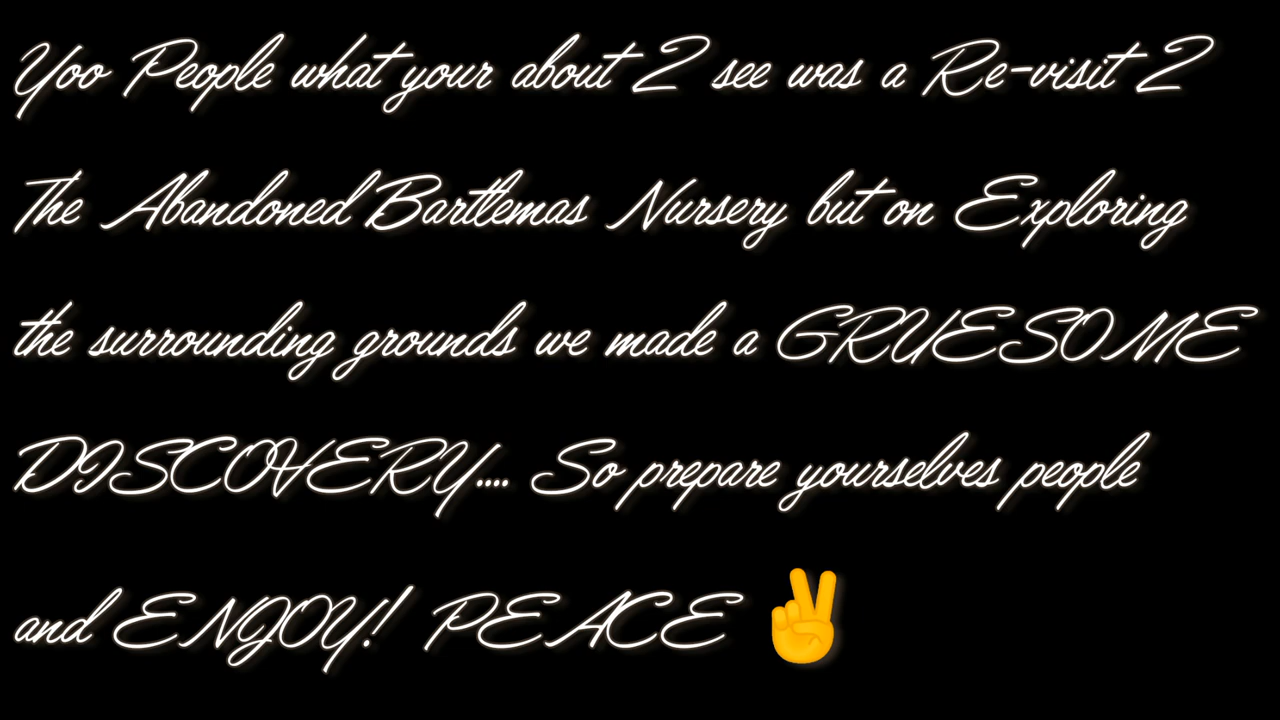 Yoo People what your about 2 see was a Re-visit 2
The Abandoned Bartlemas Nursery but on Exploring
the surrounding grounds we made a GRUESOME
DISCOVERY.... So prepare yourselves people
and ENJOY! PEACE ✌